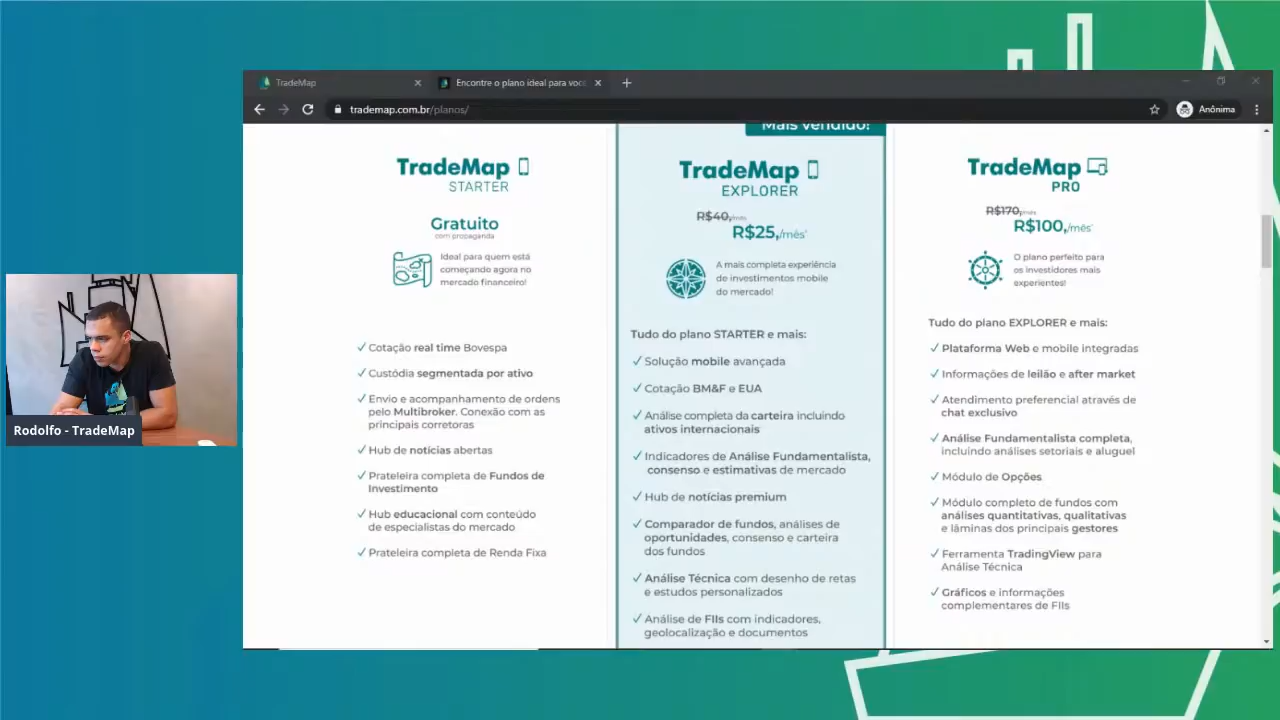 TradeMap
Encontre o plano ideal para você
trademap.com.br/planos/
Anônima
TradeMap
STARTER
Gratuito
com propaganda
Ideal para quem está
começando agora no
mercado financeiro!
✓ Cotação real time Bovespa
✓ Custódia segmentada por ativo
✓ Envio e acompanhamento de ordens
pelo Multibroker. Conexão com as
principais corretoras
✓ Hub de notícias abertas
✓ Prateleira completa de Fundos de
Investimento
✓ Hub educacional com conteúdo
de especialistas do mercado
✓ Prateleira completa de Renda Fixa
Mais vendido!
TradeMap
EXPLORER
R$40,/mês
R$25,/mês*
A mais completa experiência
de investimentos mobile
do mercado!
Tudo do plano STARTER e mais:
✓ Solução mobile avançada
✓ Cotação BM&F e EUA
✓ Análise completa da carteira incluindo
ativos internacionais
✓ Indicadores de Análise Fundamentalista,
consenso e estimativas de mercado
✓ Hub de notícias premium
✓ Comparador de fundos, análises de
oportunidades, consenso e carteira
dos fundos
✓ Análise Técnica com desenho de retas
e estudos personalizados
✓ Análise de FIIs com indicadores,
geolocalização e documentos
TradeMap
PRO
R$170,/mês
R$100,/mês*
O plano perfeito para
os investidores mais
experientes!
Tudo do plano EXPLORER e mais:
✓ Plataforma Web e mobile integradas
✓ Informações de leilão e after market
✓ Atendimento preferencial através de
chat exclusivo
✓ Análise Fundamentalista completa,
incluindo análises setoriais e aluguel
✓ Módulo de Opções
✓ Módulo completo de fundos com
análises quantitativas, qualitativas
e lâminas dos principais gestores
✓ Ferramenta TradingView para
Análise Técnica
✓ Gráficos e informações
complementares de FIIs
Rodolfo - TradeMap